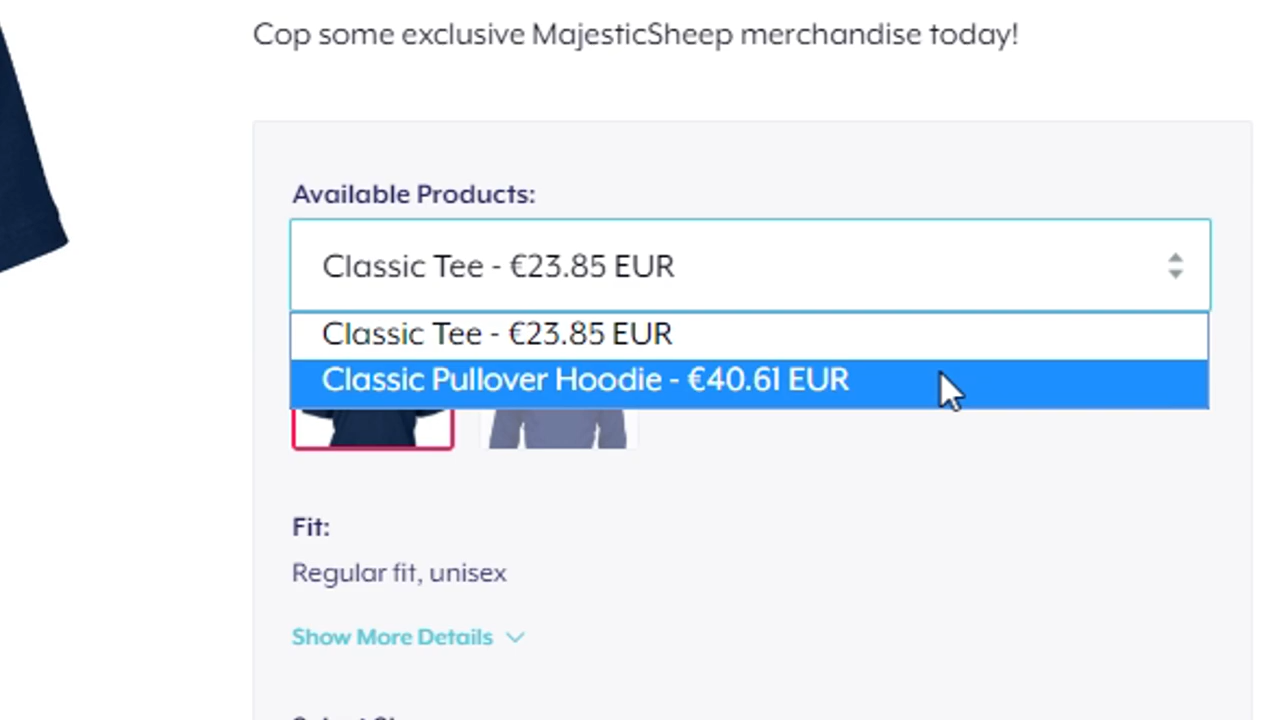 Cop some exclusive MajesticSheep merchandise today!
Available Products:
Classic Tee - €23.85 EUR
Classic Tee - €23.85 EUR
Classic Pullover Hoodie - €40.61 EUR
Fit:
Regular fit, unisex
Show More Details